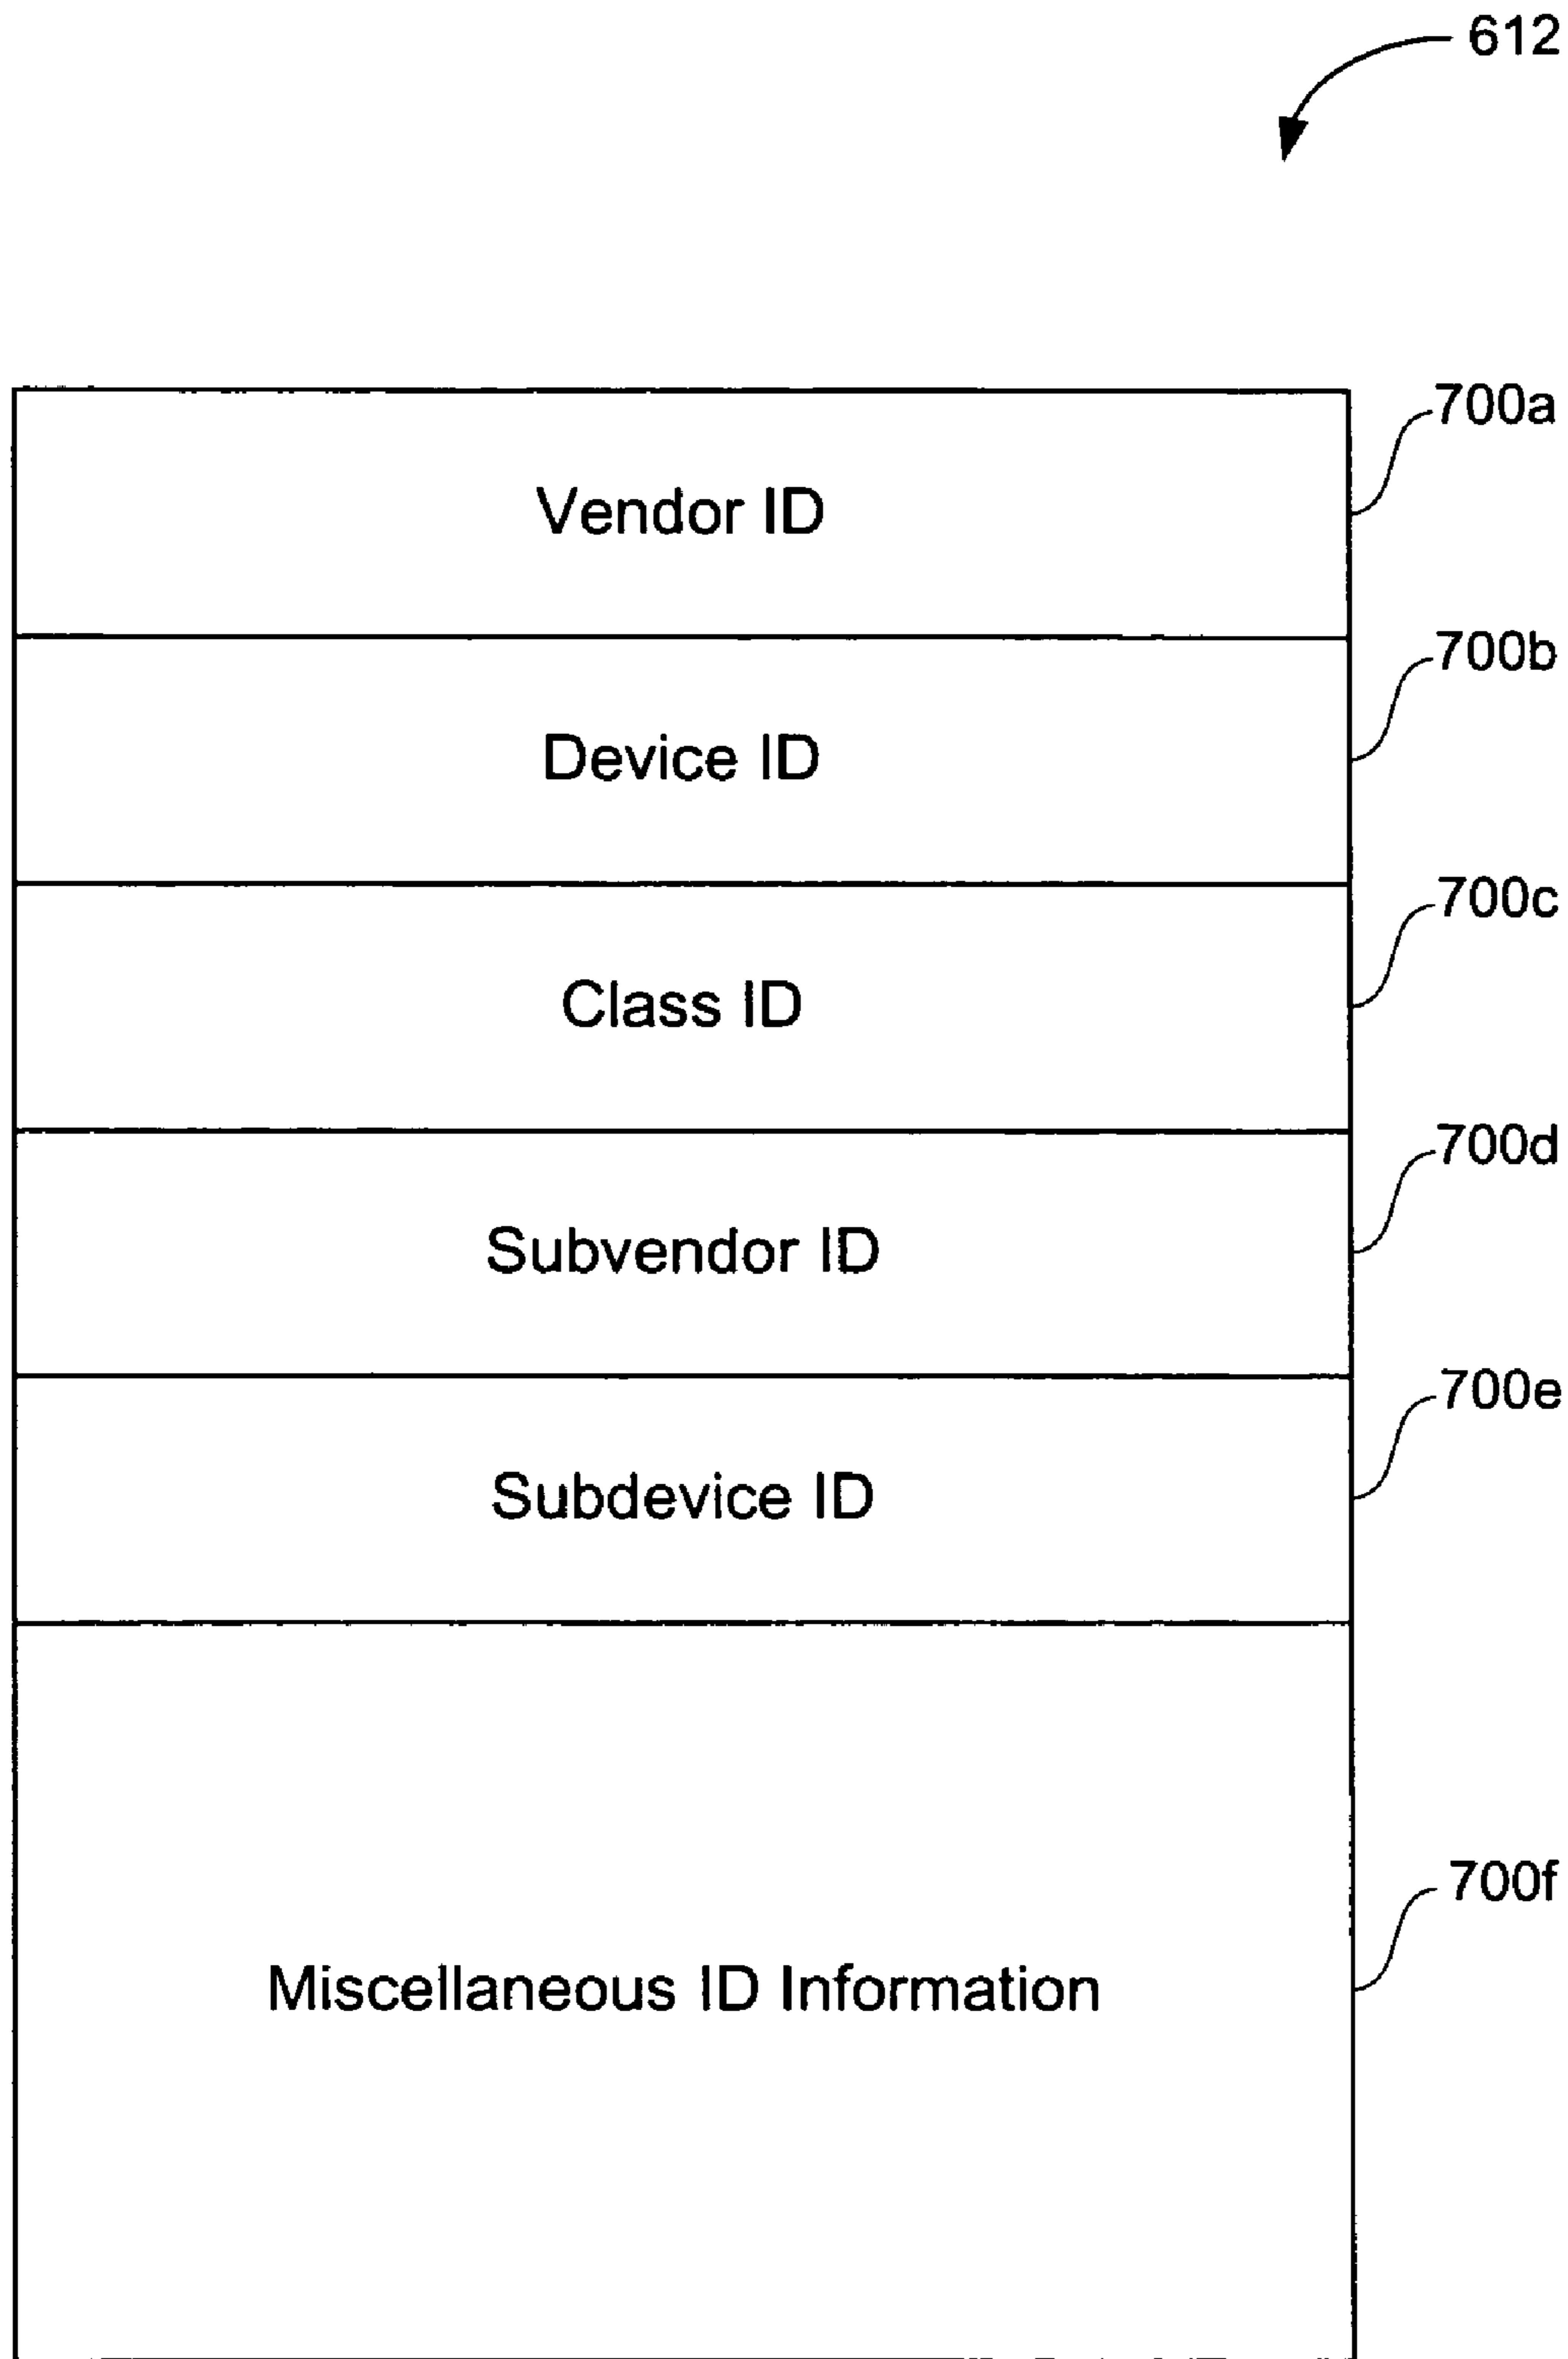 612
700a
Vendor ID
700b
Device ID
700c
Class ID
700d
Subvendor ID
700e
Subdevice ID
700f
Miscellaneous ID Information